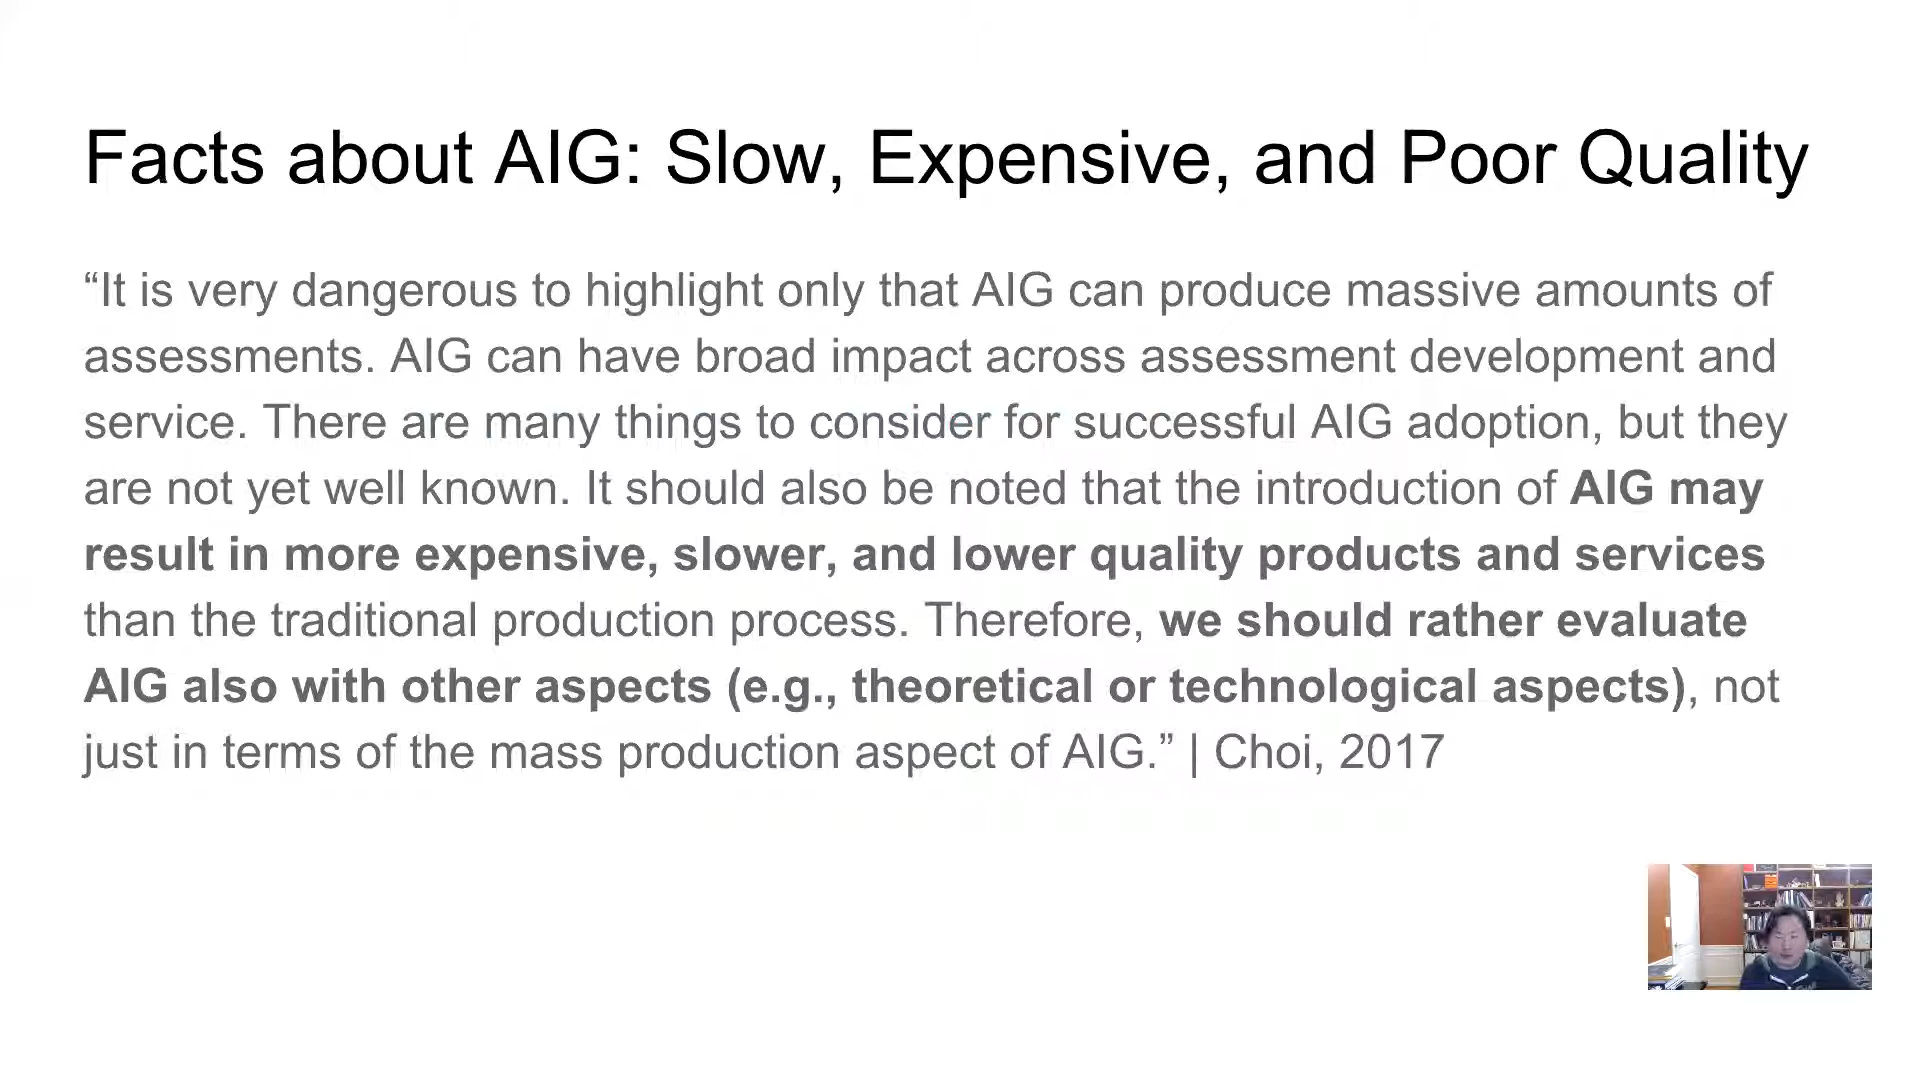 Facts about AIG: Slow, Expensive, and Poor Quality
“It is very dangerous to highlight only that AIG can produce massive amounts of
assessments. AIG can have broad impact across assessment development and
service. There are many things to consider for successful AIG adoption, but they
are not yet well known. It should also be noted that the introduction of AIG may
result in more expensive, slower, and lower quality products and services
than the traditional production process. Therefore, we should rather evaluate
AIG also with other aspects (e.g., theoretical or technological aspects), not
just in terms of the mass production aspect of AIG.” | Choi, 2017